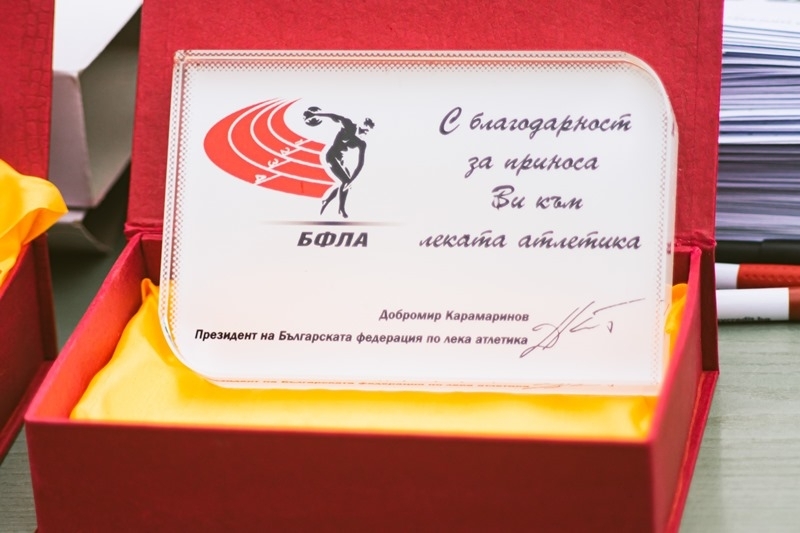 С благодарност
за приноса
Ви към
леката атлетика
БФЛА
Добромир Карамаринов
Президент на Българската федерация по лека атлетика